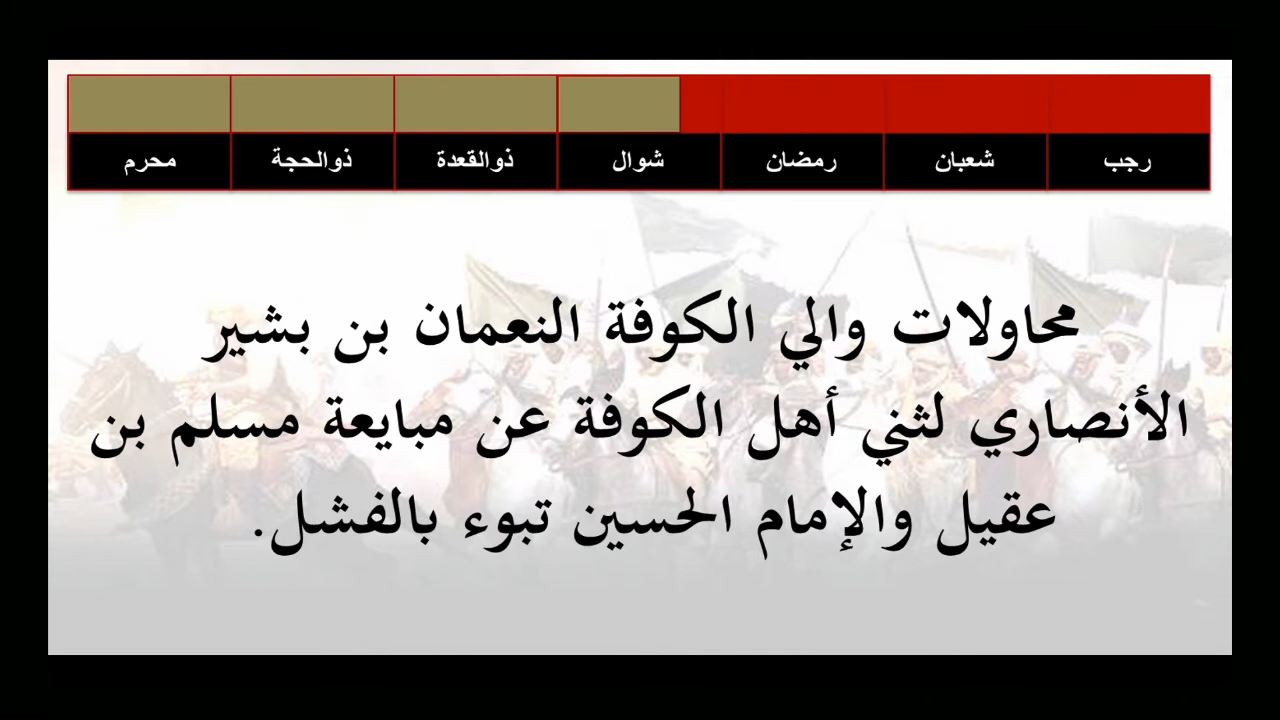 رجب شعبان رمضان شوال ذوالقعدة ذوالحجة محرم
محاولات والي الكوفة النعمان بن بشير
الأنصاري لثني أهل الكوفة عن مبايعة مسلم بن
عقيل والإمام الحسين تبوء بالفشل.